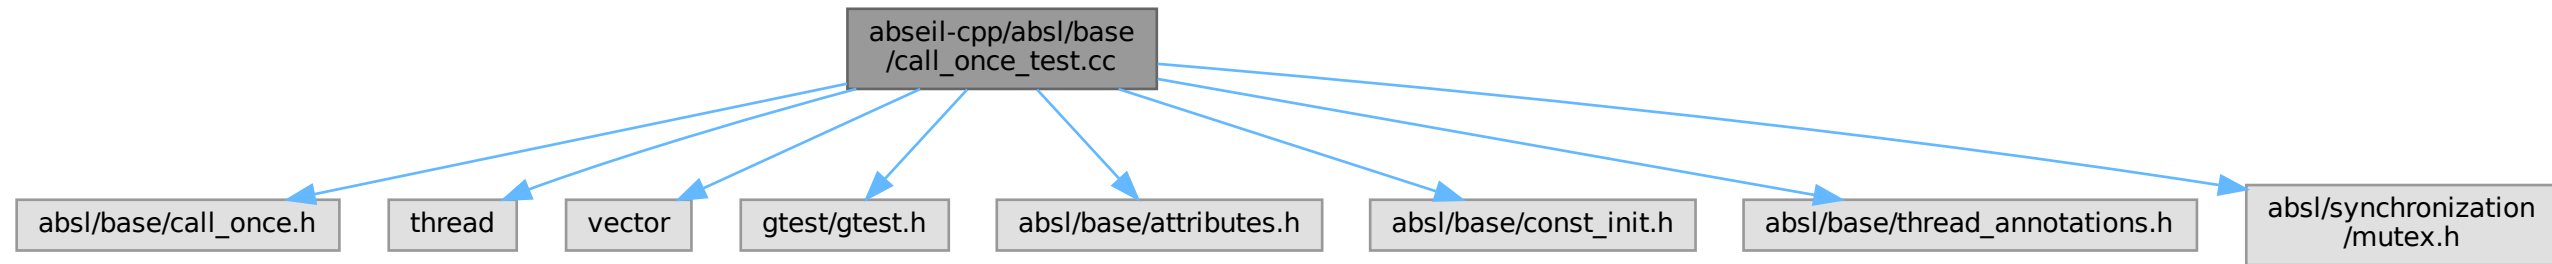 abseil-cpp/absl/base
/call_once_test.cc
absl/base/call_once.h
thread
vector
gtest/gtest.h
absl/base/attributes.h
absl/base/const_init.h
absl/base/thread_annotations.h
absl/synchronization
/mutex.h